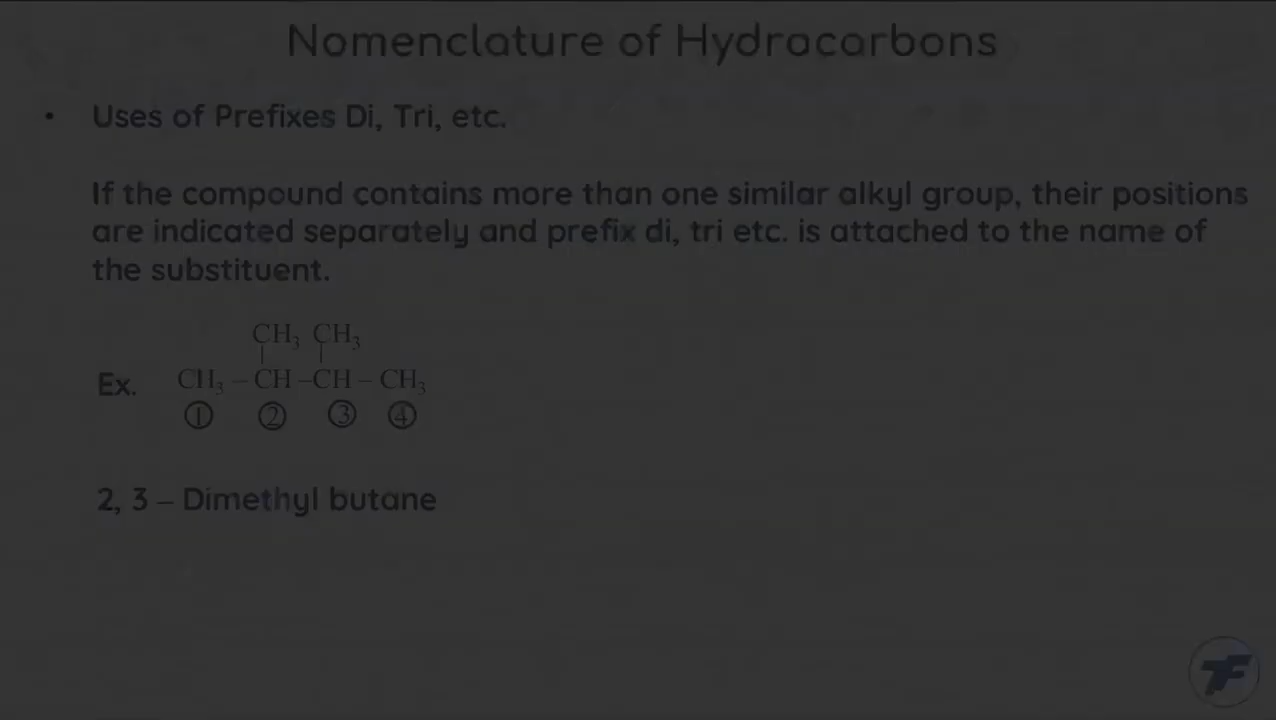 Nomenclature of Hydrocarbons
• Uses of Prefixes Di, Tri, etc.
If the compound contains more than one similar alkyl group, their positions
are indicated separately and prefix di, tri etc. is attached to the name of
the substituent.
CH₃ CH₃
Ex. CH₃ – CH – CH – CH₃
① ② ③ ④
2, 3 – Dimethyl butane